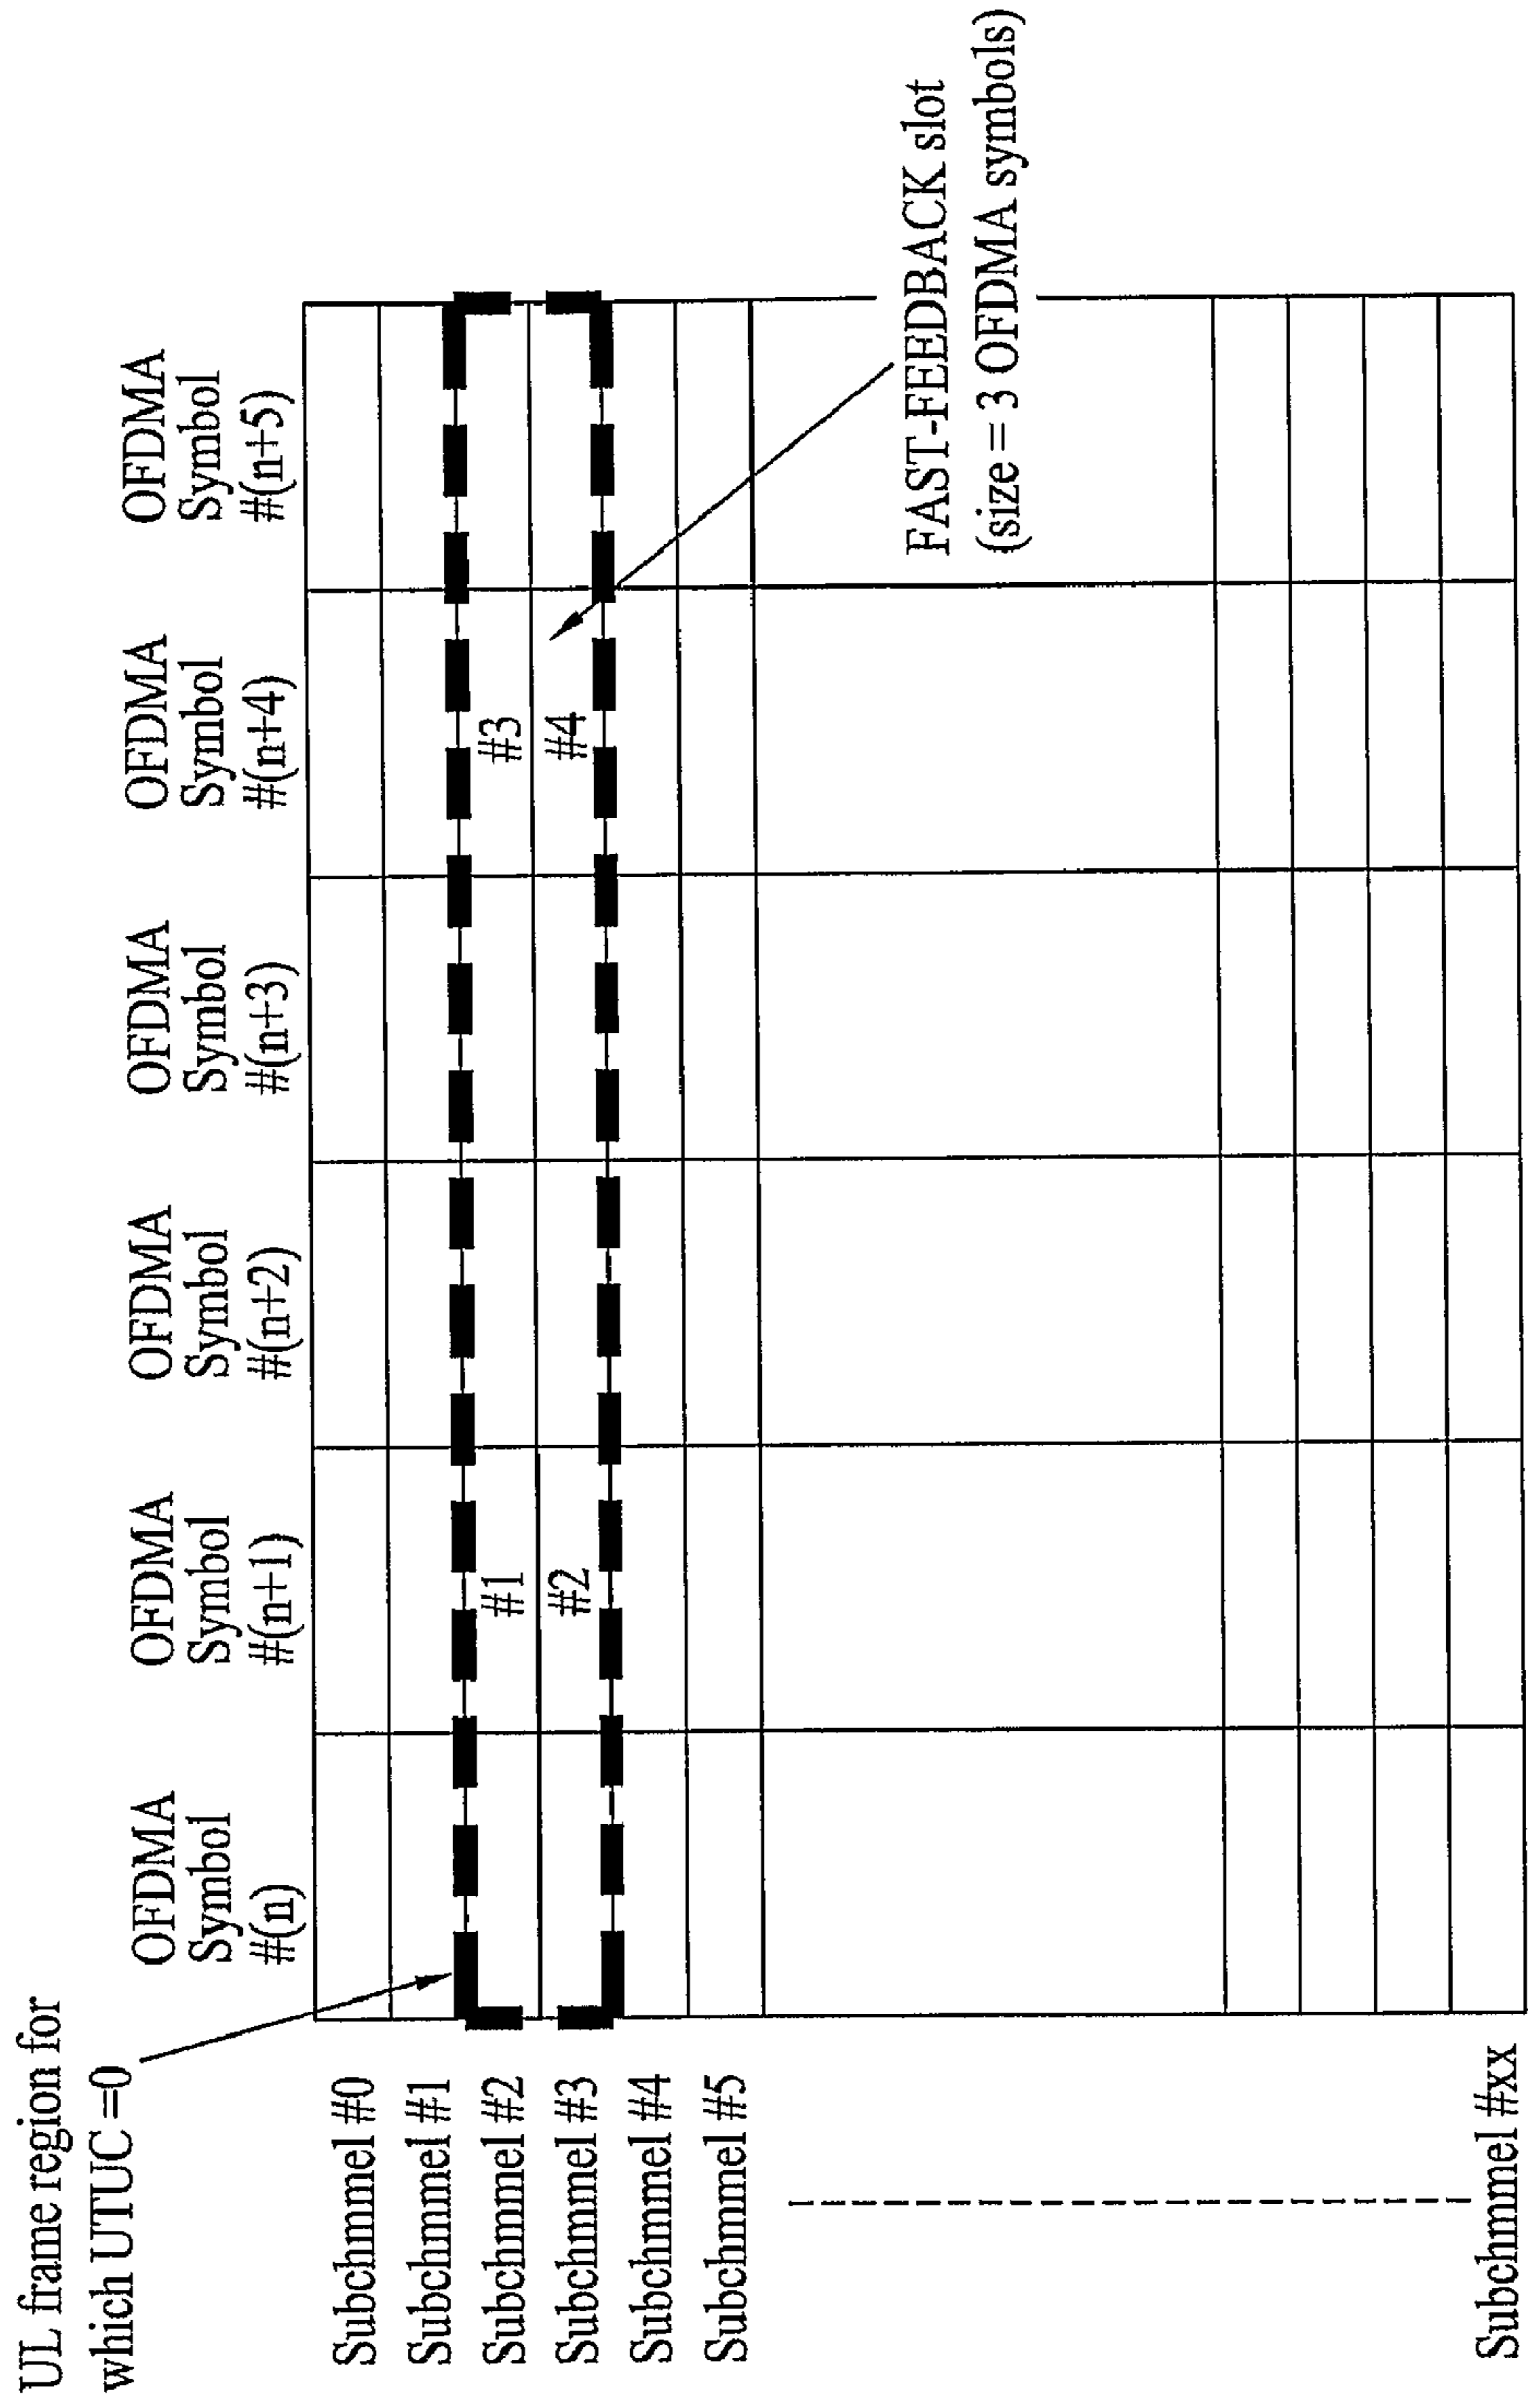 UL frame region for
which UTUC =0
OFDMA
Symbol
#(n)
OFDMA
Symbol
#(n+1)
OFDMA
Symbol
#(n+2)
OFDMA
Symbol
#(n+3)
OFDMA
Symbol
#(n+4)
OFDMA
Symbol
#(n+5)
Subchmmel #0
Subchmmel #1
Subchmmel #2
Subchmmel #3
Subchmmel #4
Subchmmel #5
Subchmmel #xx
#1
#2
#3
#4
FAST-FEEDBACK slot
(size = 3 OFDMA symbols)